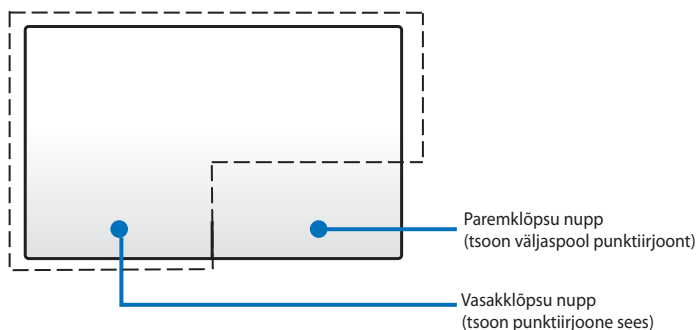 Paremklõpsu nupp
(tsoon väljaspool punktiirjoont)
Vasakklõpsu nupp
(tsoon punktiirjoone sees)